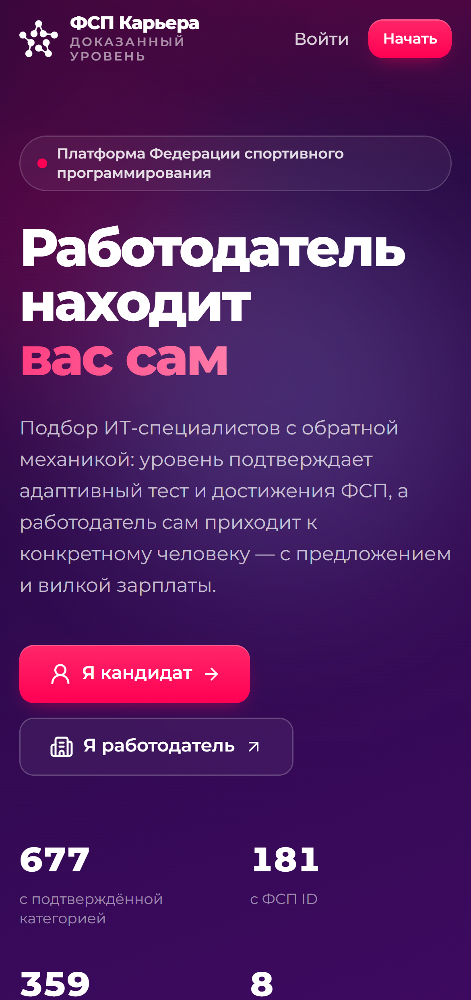 ФСП Карьера
ДОКАЗАННЫЙ
УРОВЕНЬ
Войти
Начать
Платформа Федерации спортивного
программирования
Работодатель
находит
вас сам
Подбор ИТ-специалистов с обратной
механикой: уровень подтверждает
адаптивный тест и достижения ФСП, а
работодатель сам приходит к
конкретному человеку — с предложением
и вилкой зарплаты.
Я кандидат
Я работодатель
677
181
с подтверждённой
категорией
с ФСП ID
359
8